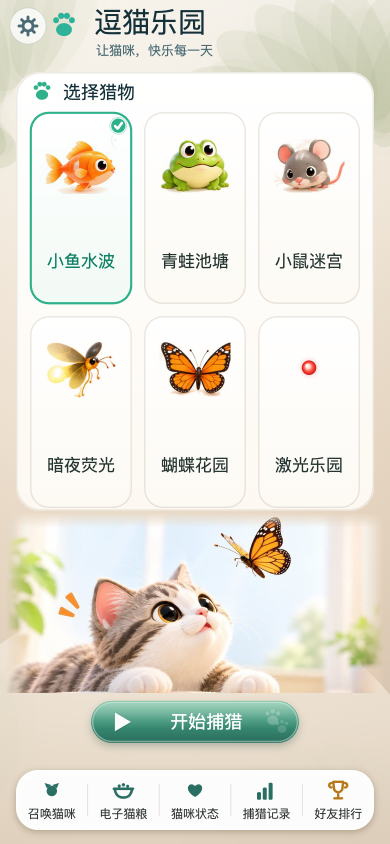 逗猫乐园
让猫咪，快乐每一天
选择猎物
小鱼水波
青蛙池塘
小鼠迷宫
暗夜荧光
蝴蝶花园
激光乐园
开始捕猎
召唤猫咪
电子猫粮
猫咪状态
捕猎记录
好友排行